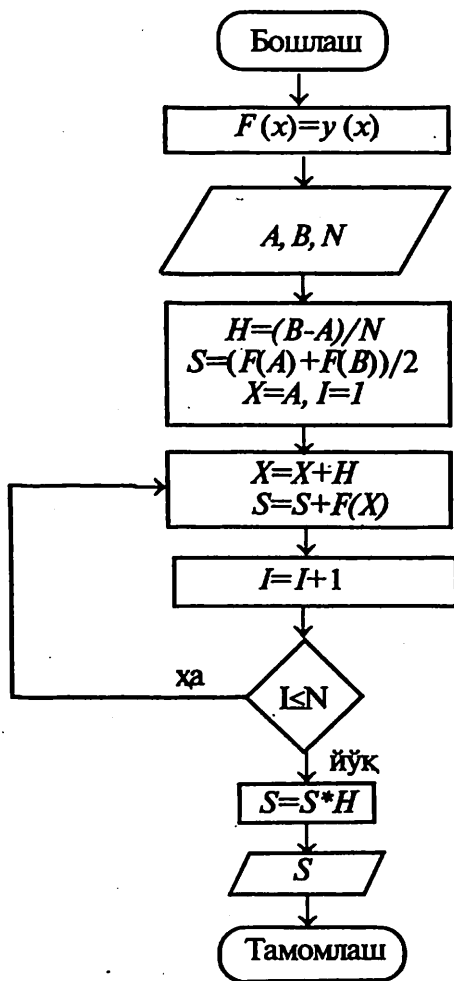 Бошлаш
F (x)=y (x)
A, B, N
H=(B-A)/N
S=(F(A)+F(B))/2
X=A, I=1
X=X+H
S=S+F(X)
I=I+1
ҳа
I≤N
йўқ
S=S*H
S
Тамомлаш